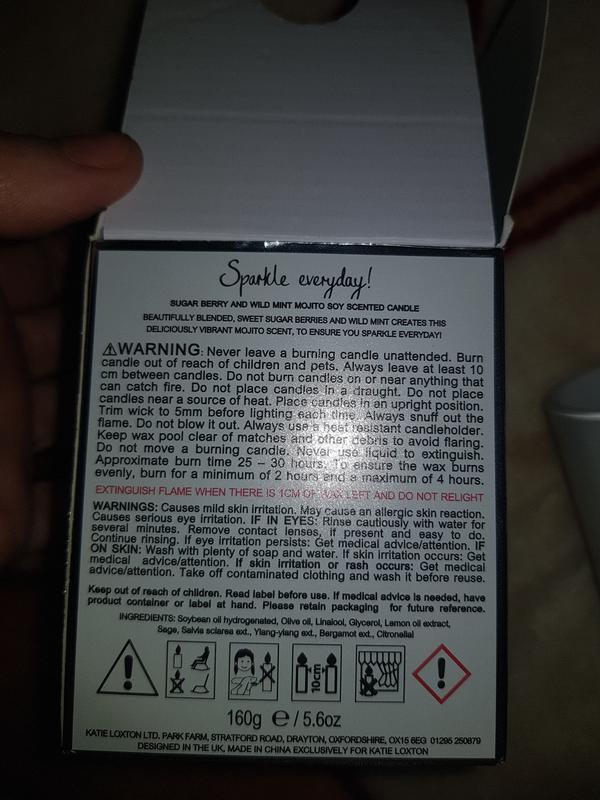 Sparkle everyday!
SUGAR BERRY AND WILD MINT MOJITO SOY SCENTED CANDLE
BEAUTIFULLY BLENDED, SWEET SUGAR BERRIES AND WILD MINT CREATES THIS
DELICIOUSLY VIBRANT MOJITO SCENT, TO ENSURE YOU SPARKLE EVERYDAY!
WARNING: Never leave a burning candle unattended. Burn
candle out of reach of children and pets. Always leave at least 10
cm between candles. Do not burn candles on or near anything that
can catch fire. Do not place candles in a draught. Do not place
candles near a source of heat. Place candles in an upright position.
Trim wick to 5mm before lighting each time. Always snuff out the
flame. Do not blow it out. Always use a heat resistant candleholder.
Keep wax pool clear of matches and other debris to avoid flaring.
Do not move a burning candle. Never use liquid to extinguish.
Approximate burn time 25 – 30 hours. To ensure the wax burns
evenly, burn for a minimum of 2 hours and a maximum of 4 hours.
EXTINGUISH FLAME WHEN THERE IS 1CM OF WAX LEFT AND DO NOT RELIGHT
WARNINGS: Causes mild skin irritation. May cause an allergic skin reaction.
Causes serious eye irritation. IF IN EYES: Rinse cautiously with water for
several minutes. Remove contact lenses, if present and easy to do.
Continue rinsing. If eye irritation persists: Get medical advice/attention. IF
ON SKIN: Wash with plenty of soap and water. If skin irritation occurs: Get
medical advice/attention. If skin irritation or rash occurs: Get medical
advice/attention. Take off contaminated clothing and wash it before reuse.
Keep out of reach of children. Read label before use. If medical advice is needed, have
product container or label at hand. Please retain packaging for future reference.
INGREDIENTS: Soybean oil hydrogenated, Olive oil, Linalool, Glycerol, Lemon oil extract,
Sage, Salvia sclarea ext., Ylang-ylang ext., Bergamot ext., Citronellal
10cm
160g e / 5.6oz
KATIE LOXTON LTD. PARK FARM, STRATFORD ROAD, DRAYTON, OXFORDSHIRE, OX15 6EG 01295 250879
DESIGNED IN THE UK, MADE IN CHINA EXCLUSIVELY FOR KATIE LOXTON